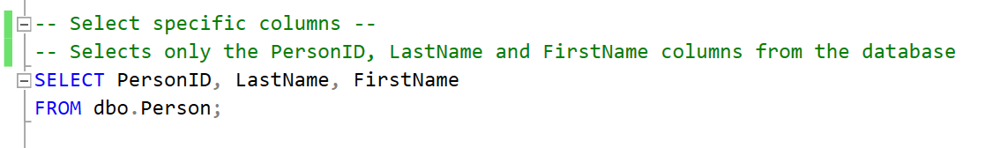 -- Select specific columns --
-- Selects only the PersonID, LastName and FirstName columns from the database
SELECT PersonID, LastName, FirstName
FROM dbo.Person;